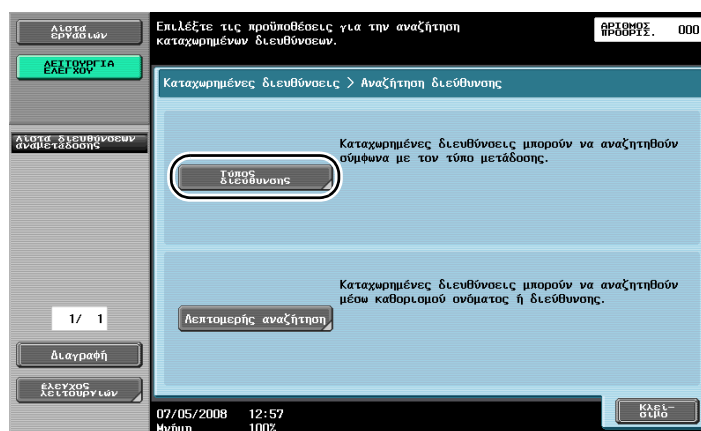 Λίστα
εργασιών
Επιλέξτε τις προϋποθέσεις για την αναζήτηση
καταχωρημένων διευθύνσεων.
ΑΡΙΘΜΟΣ
ΠΡΟΟΡΙΣ.
000
ΛΕΙΤΟΥΡΓΙΑ
ΕΛΕΓΧΟΥ
Καταχωρημένες διευθύνσεις > Αναζήτηση διεύθυνσης
Λίστα διευθύνσεων
αναμετάδοσης
Καταχωρημένες διευθύνσεις μπορούν να αναζητηθούν
σύμφωνα με τον τύπο μετάδοσης.
Τύπος
διεύθυνσης
Καταχωρημένες διευθύνσεις μπορούν να αναζητηθούν
μέσω καθορισμού ονόματος ή διεύθυνσης.
Λεπτομερής αναζήτηση
1/ 1
Διαγραφή
έλεγχος
λειτουργιών
07/05/2008 12:57
Μνήμη 100%
Κλεί-
σιμο